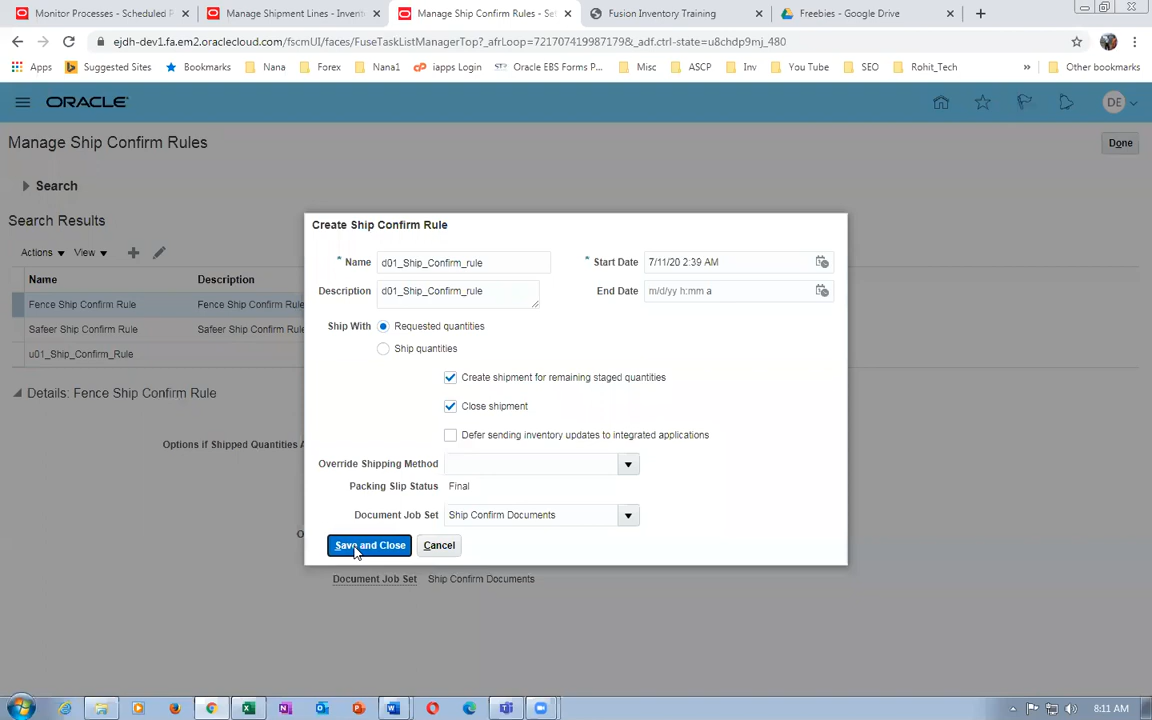 Monitor Processes - Scheduled P
Manage Shipment Lines - Invent
Manage Ship Confirm Rules - Set
Fusion Inventory Training
Freebies - Google Drive
ejdh-dev1.fa.em2.oraclecloud.com/fscmUI/faces/FuseTaskListManagerTop?_afrLoop=721707419987179&_adf.ctrl-state=u8chdp9mj_480
Apps
Suggested Sites
Bookmarks
Nana
Forex
Nana1
iapps Login
Oracle EBS Forms P...
Misc
ASCP
Inv
You Tube
SEO
Rohit_Tech
»
Other bookmarks
ORACLE
DE
Manage Ship Confirm Rules
Done
Search
Search Results
Actions
View
Name
Description
Fence Ship Confirm Rule
Fence Ship Confirm Rule
Safeer Ship Confirm Rule
Safeer Ship Confirm Rule
u01_Ship_Confirm_Rule
Details: Fence Ship Confirm Rule
Options if Shipped Quantities A
O
Document Job Set Ship Confirm Documents
Create Ship Confirm Rule
* Name d01_Ship_Confirm_rule
* Start Date 7/11/20 2:39 AM
Description d01_Ship_Confirm_rule
End Date m/d/yy h:mm a
Ship With Requested quantities
Ship quantities
Create shipment for remaining staged quantities
Close shipment
Defer sending inventory updates to integrated applications
Override Shipping Method
Packing Slip Status Final
Document Job Set Ship Confirm Documents
Save and Close
Cancel
8:11 AM